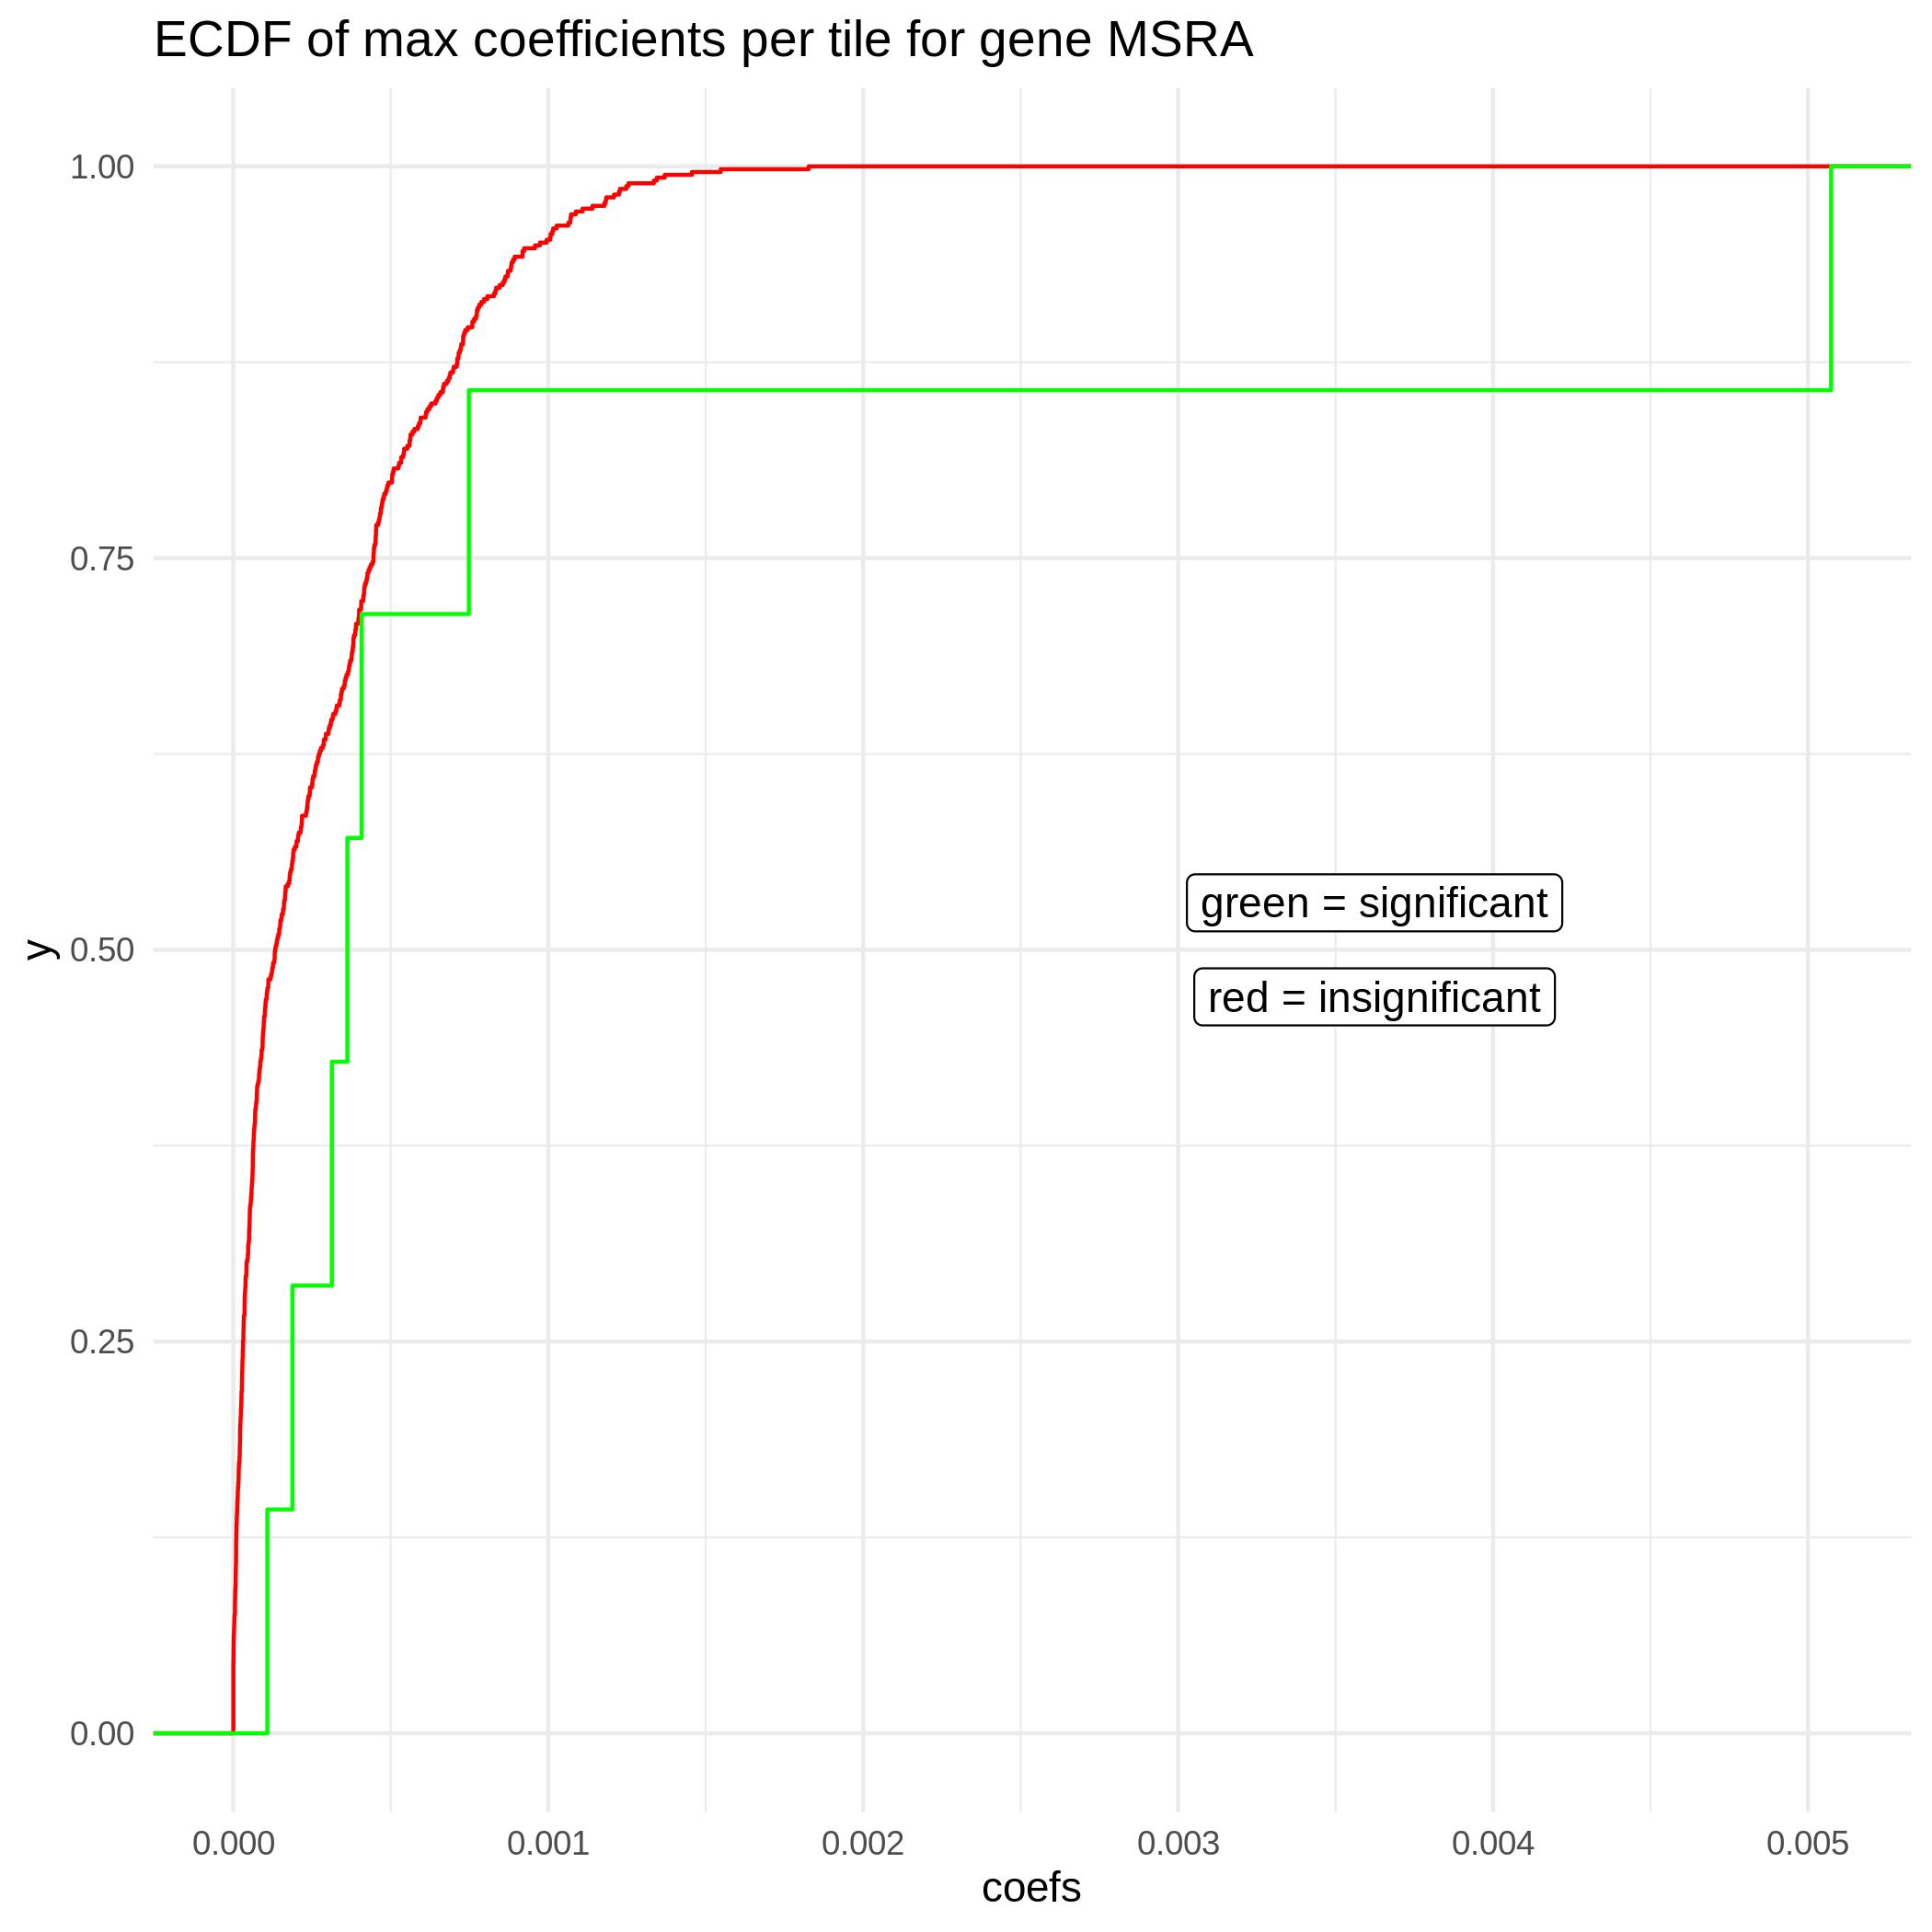 ECDF of max coefficients per tile for gene MSRA
1.00
0.75
0.50
0.25
0.00
y
green = significant
red = insignificant
0.000 0.001 0.002 0.003 0.004 0.005
coefs